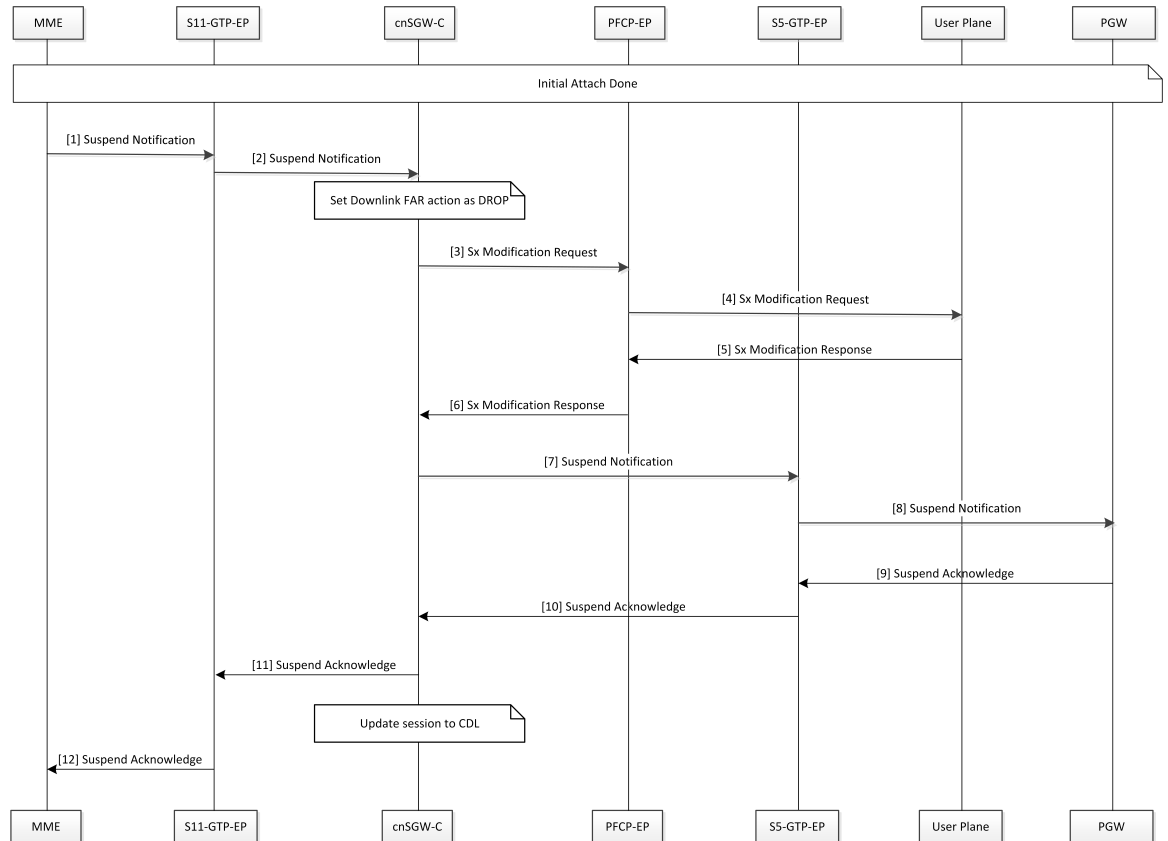 MME
S11-GTP-EP
cnSGW-C
PFCP-EP
S5-GTP-EP
User Plane
PGW
Initial Attach Done
[1] Suspend Notification
[2] Suspend Notification
Set Downlink FAR action as DROP
[3] Sx Modification Request
[4] Sx Modification Request
[5] Sx Modification Response
[6] Sx Modification Response
[7] Suspend Notification
[8] Suspend Notification
[9] Suspend Acknowledge
[10] Suspend Acknowledge
[11] Suspend Acknowledge
Update session to CDL
[12] Suspend Acknowledge
MME
S11-GTP-EP
cnSGW-C
PFCP-EP
S5-GTP-EP
User Plane
PGW